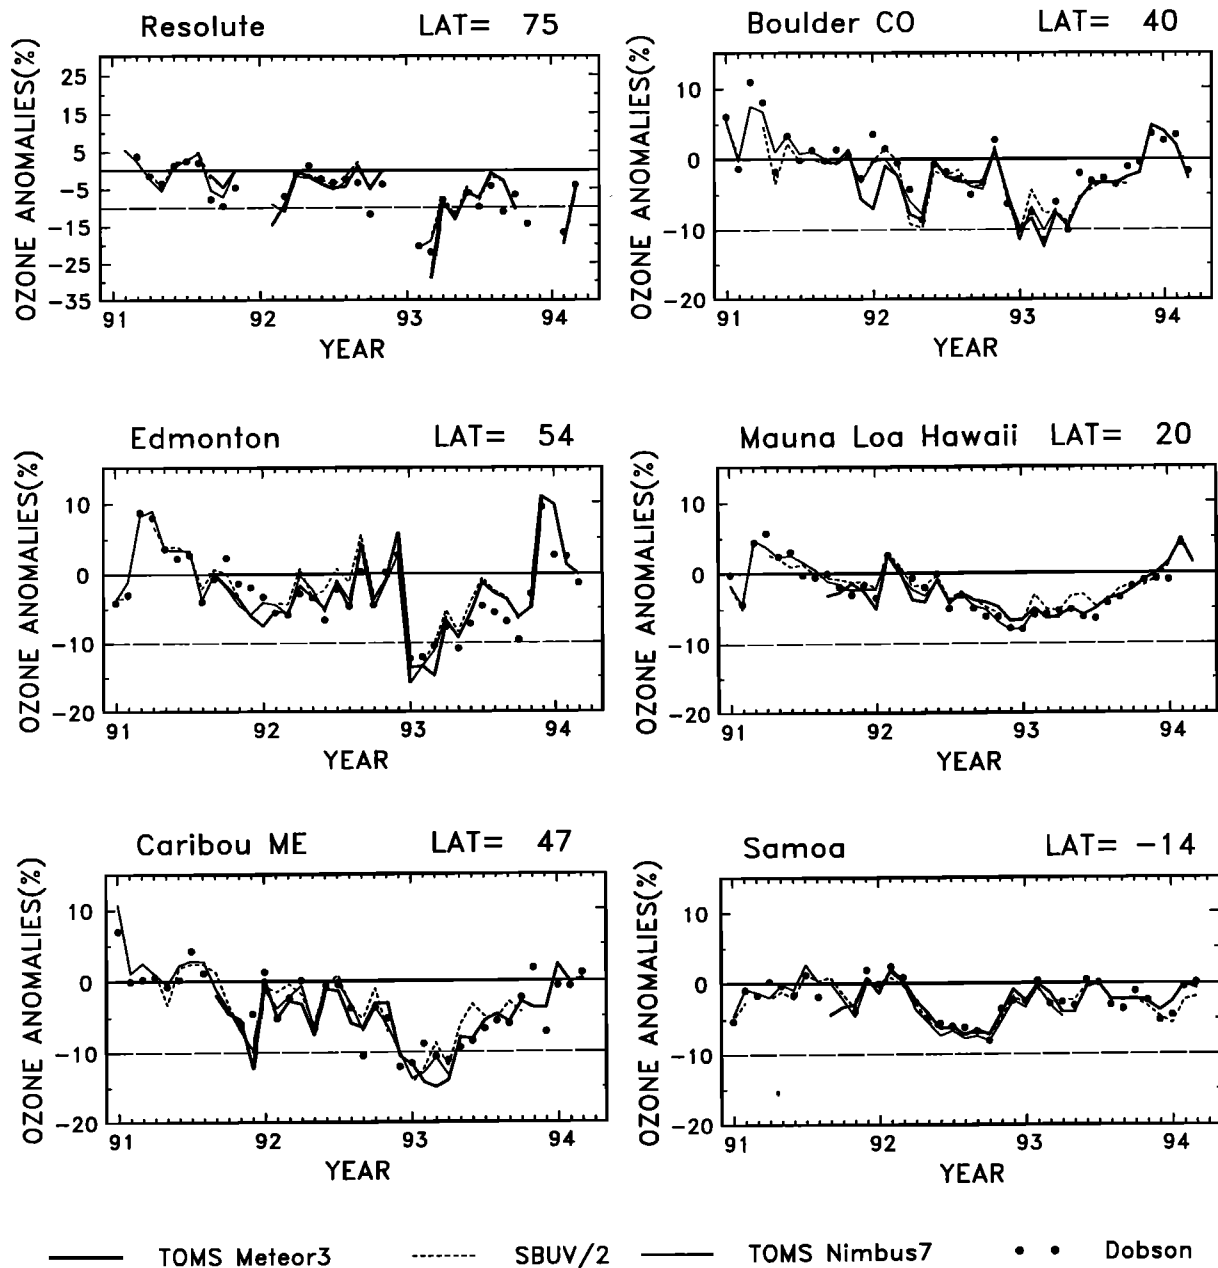 Resolute LAT= 75
OZONE ANOMALIES(%)
25
15
5
-5
-15
-25
-35
91 92 93 94
YEAR
Boulder CO LAT= 40
OZONE ANOMALIES(%)
10
0
-10
-20
91 92 93 94
YEAR
Edmonton LAT= 54
OZONE ANOMALIES(%)
10
0
-10
-20
91 92 93 94
YEAR
Mauna Loa Hawaii LAT= 20
OZONE ANOMALIES(%)
10
0
-10
-20
91 92 93 94
YEAR
Caribou ME LAT= 47
OZONE ANOMALIES(%)
10
0
-10
-20
91 92 93 94
YEAR
Samoa LAT= -14
OZONE ANOMALIES(%)
10
0
-10
-20
91 92 93 94
YEAR
TOMS Meteor3 SBUV/2 TOMS Nimbus7 Dobson